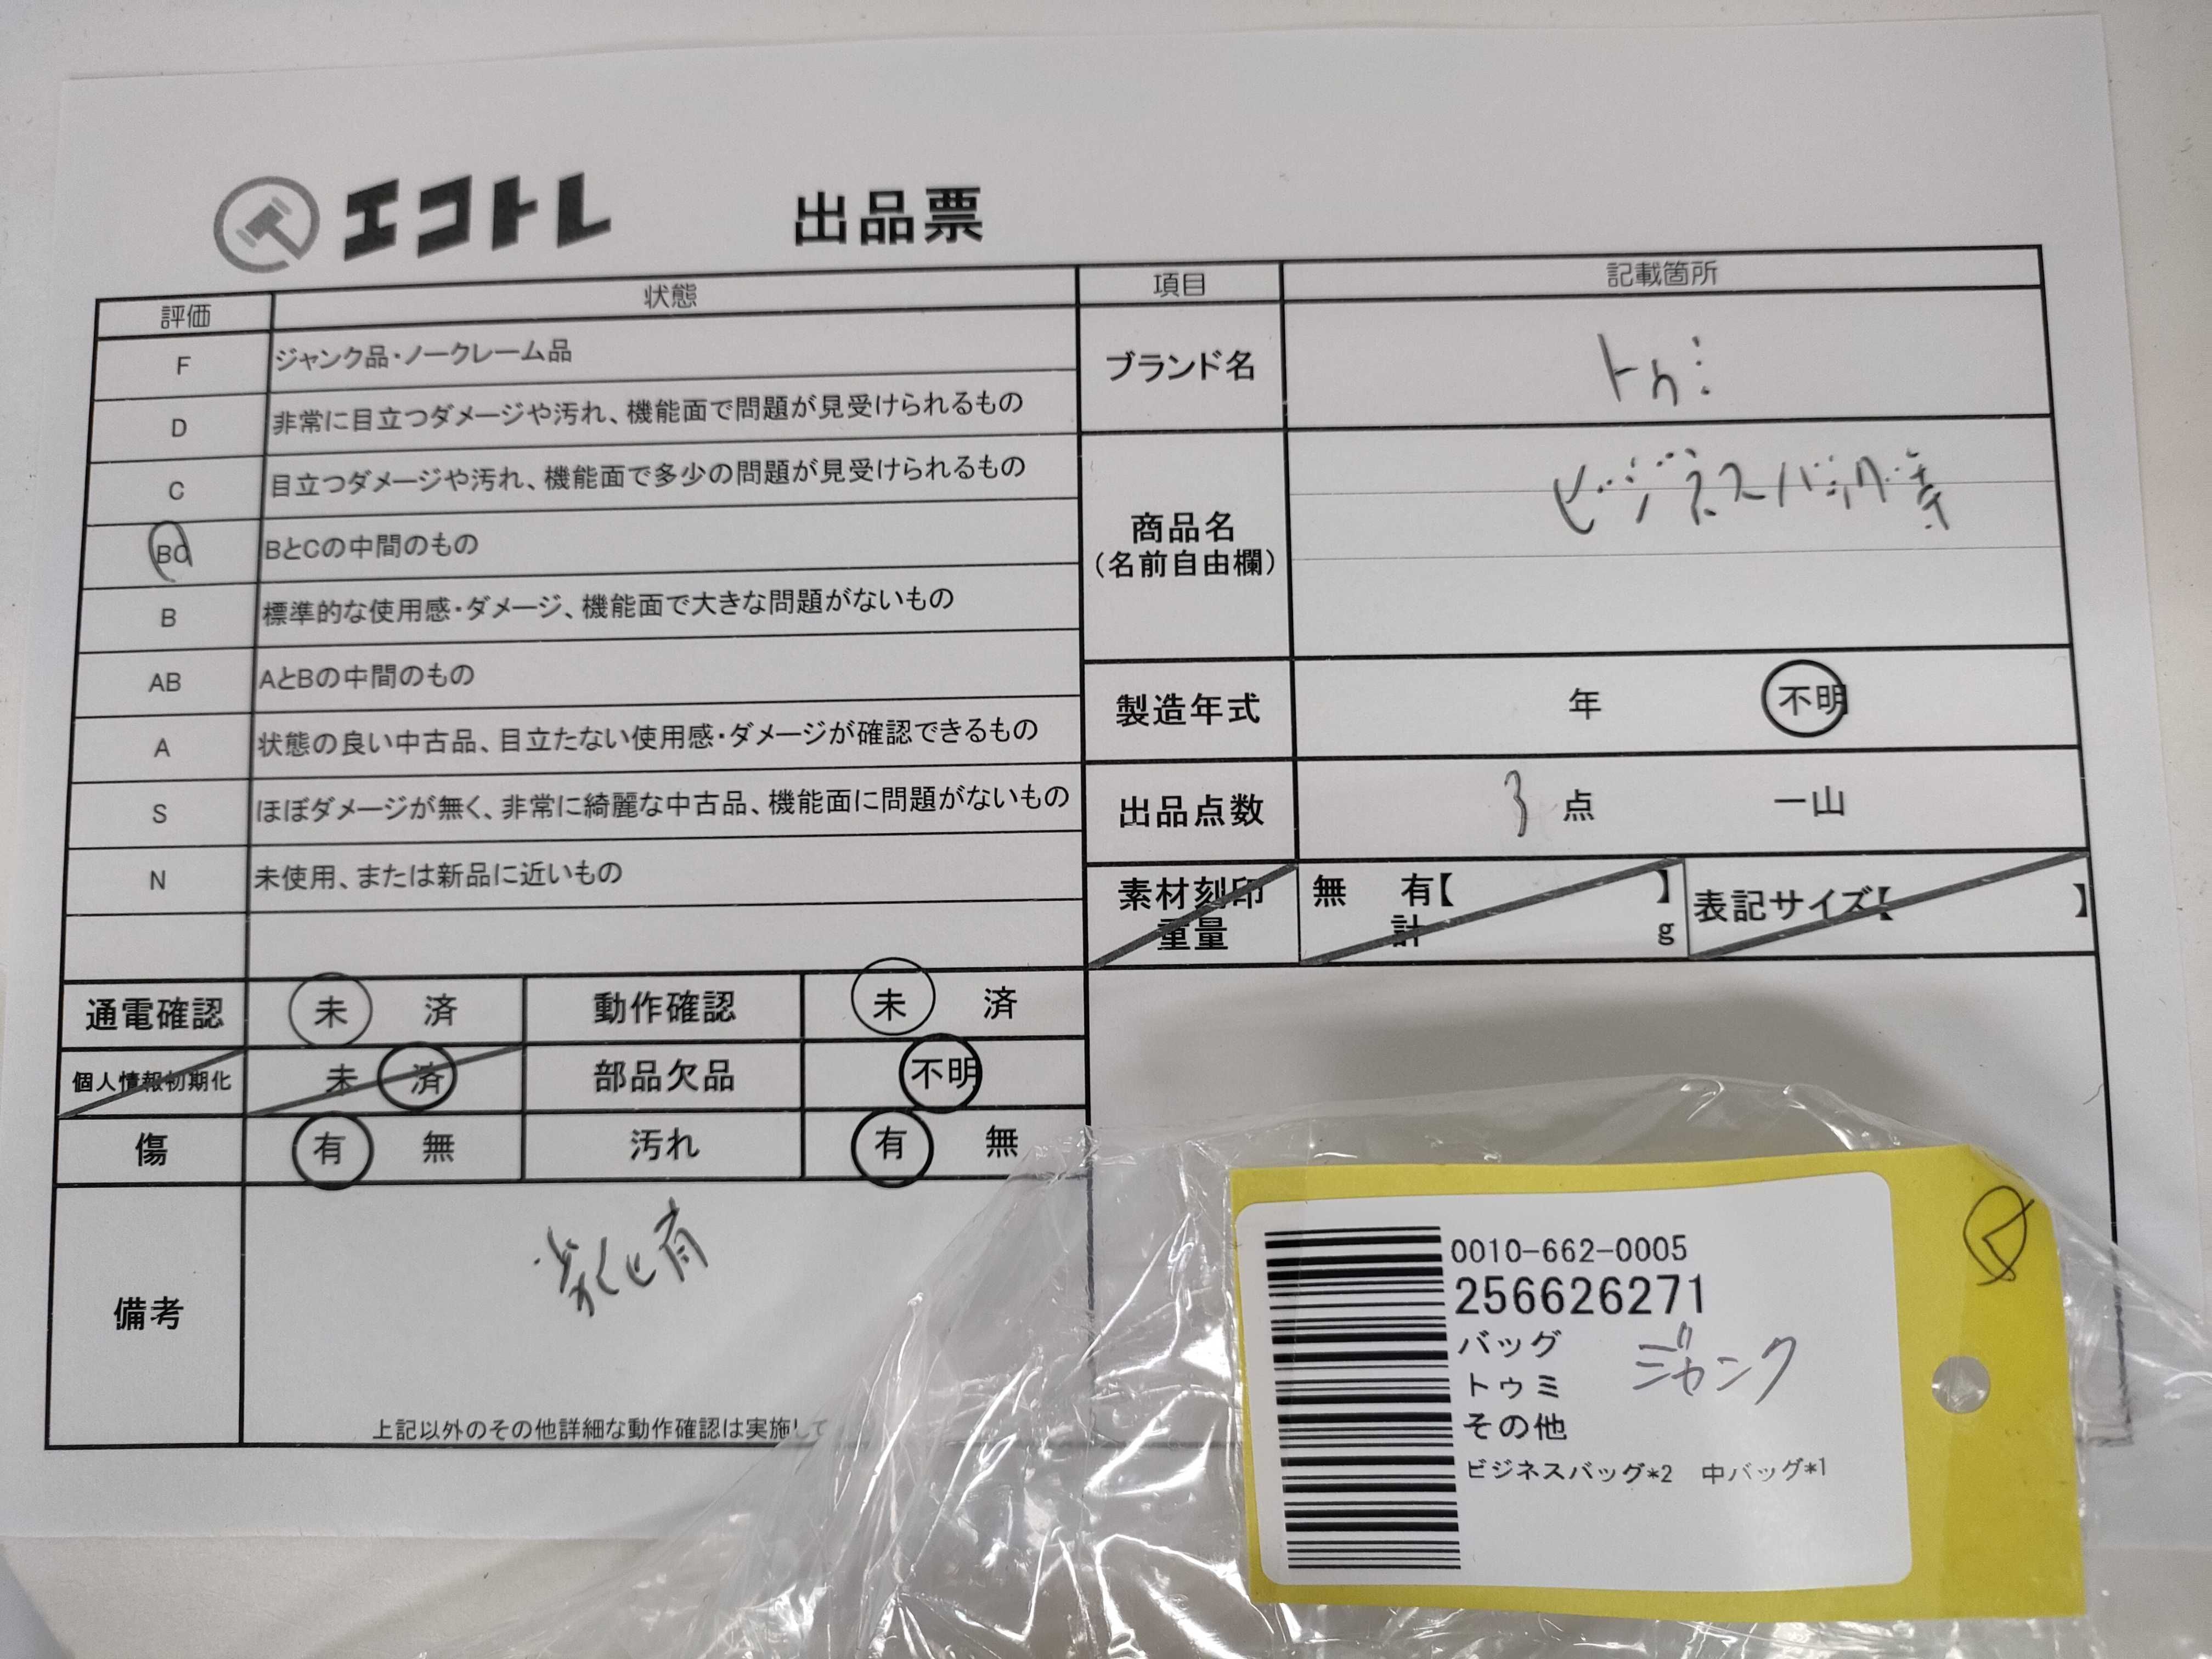 エコトレ 出品票
評価 状態
F ジャンク品・ノークレーム品
D 非常に目立つダメージや汚れ、機能面で問題が見受けられるもの
C 目立つダメージや汚れ、機能面で多少の問題が見受けられるもの
BC BとCの中間のもの
B 標準的な使用感・ダメージ、機能面で大きな問題がないもの
AB AとBの中間のもの
A 状態の良い中古品、目立たない使用感・ダメージが確認できるもの
S ほぼダメージが無く、非常に綺麗な中古品、機能面に問題がないもの
N 未使用、または新品に近いもの
通電確認 未 済 動作確認 未 済
個人情報初期化 未 済 部品欠品 不明
傷 有 無 汚れ 有 無
備考
劣化有
上記以外のその他詳細な動作確認は実施して
項目 記載箇所
ブランド名
商品名 ビジネスバッグ等
(名前自由欄)
製造年式 年 不明
出品点数 3 点 一山
素材刻印 無 有【 】 表記サイズ【 】
重量 計 g
0010-662-0005
256626271
バッグ
トゥミ ジャンク
その他
ビジネスバッグ*2 中バッグ*1